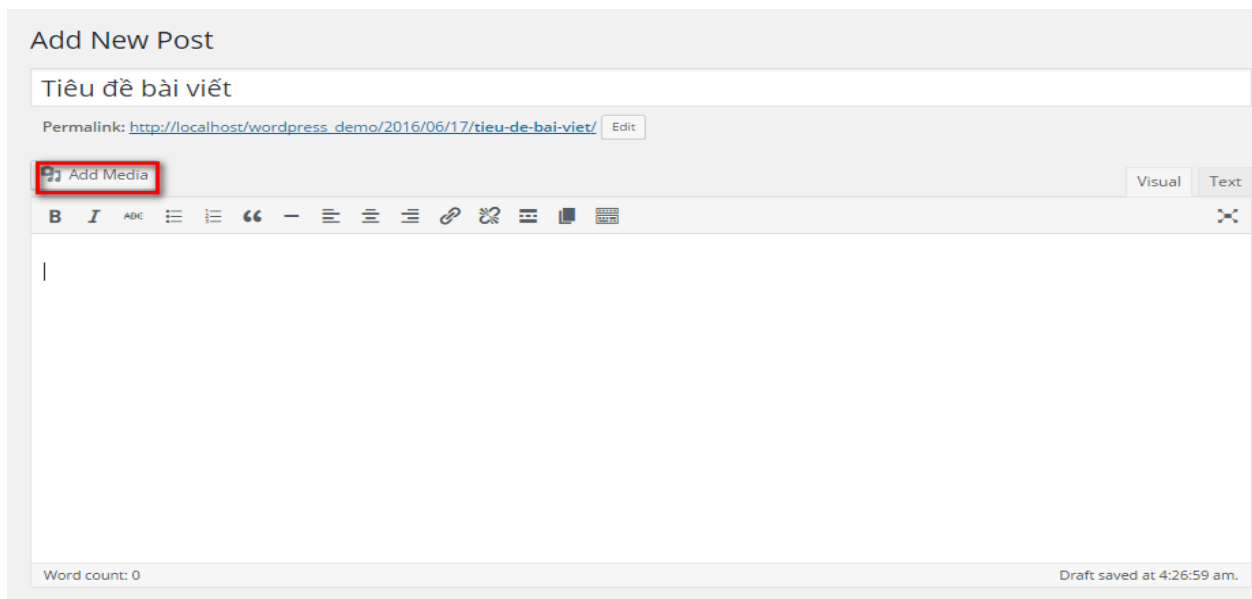 Add New Post
Tiêu đề bài viết
Permalink: http://localhost/wordpress_demo/2016/06/17/tieu-de-bai-viet/ Edit
Add Media
Visual Text
B I ABC
Word count: 0 Draft saved at 4:26:59 am.